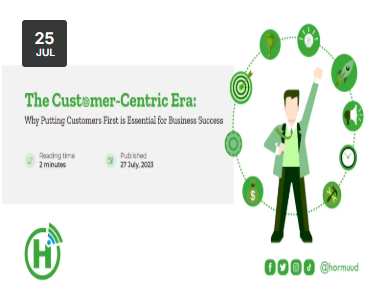 25
JUL
The Customer-Centric Era:
Why Putting Customers First is Essential for Business Success
Reading time
2 minutes
Published
27 July, 2023
H
$
@hormuud